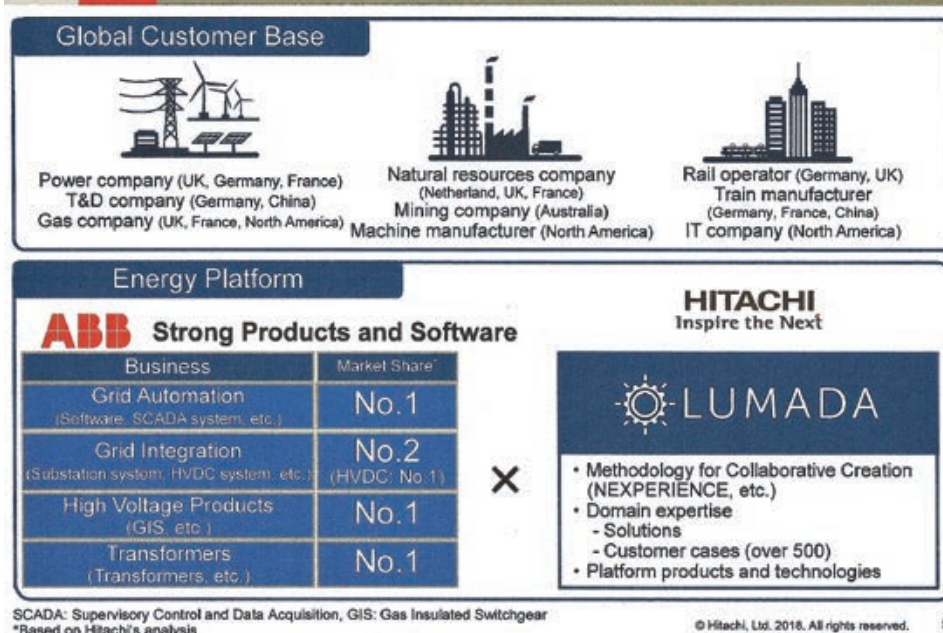 Global Customer Base
Power company (UK, Germany, France)
T&D company (Germany, China)
Gas company (UK, France, North America)
Natural resources company
(Netherland, UK, France)
Mining company (Australia)
Machine manufacturer (North America)
Rail operator (Germany, UK)
Train manufacturer
(Germany, France, China)
IT company (North America)
Energy Platform
ABB Strong Products and Software
Business Market Share*
Grid Automation
(Software, SCADA system, etc.)
No.1
Grid Integration
(Substation system, HVDC system, etc.)
No.2
(HVDC: No.1)
High Voltage Products
(GIS, etc.)
No.1
Transformers
(Transformers, etc.)
No.1
×
HITACHI
Inspire the Next
LUMADA
• Methodology for Collaborative Creation
(NEXPERIENCE, etc.)
• Domain expertise
- Solutions
- Customer cases (over 500)
• Platform products and technologies
SCADA: Supervisory Control and Data Acquisition, GIS: Gas Insulated Switchgear
*Based on Hitachi's analysis
© Hitachi, Ltd. 2018. All rights reserved.